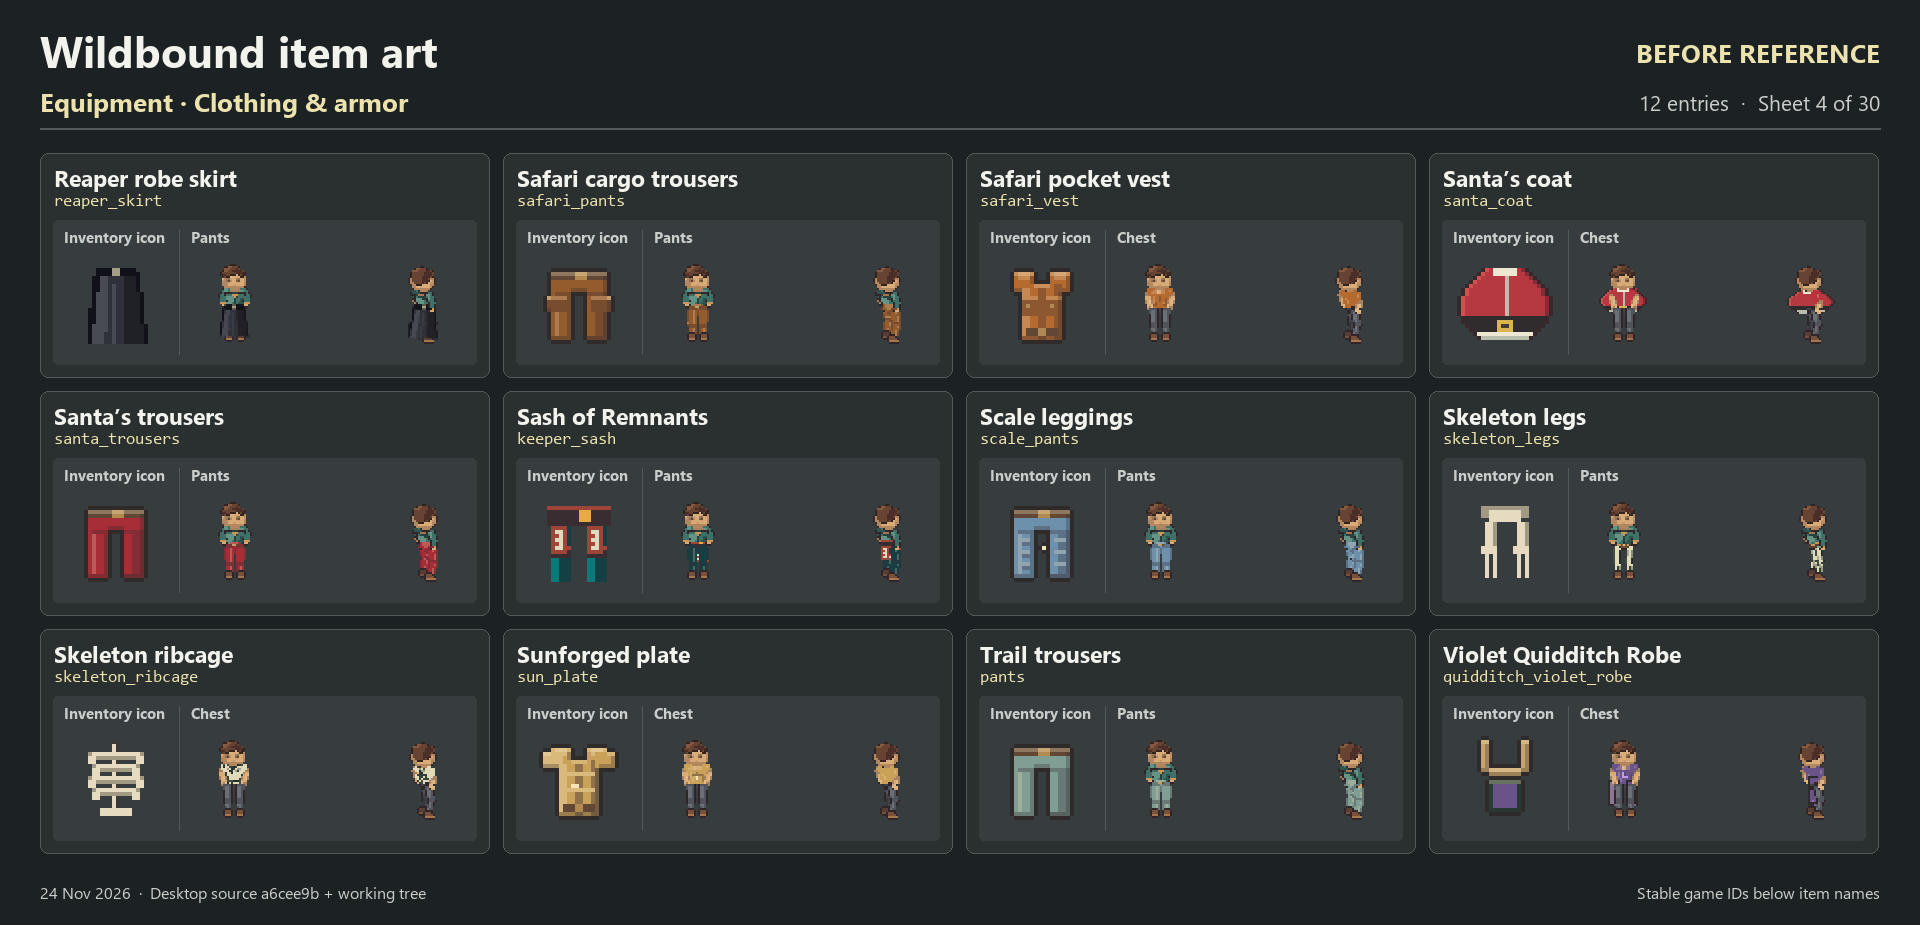 Wildbound item art
BEFORE REFERENCE
Equipment · Clothing & armor
12 entries · Sheet 4 of 30
Reaper robe skirt
reaper_skirt
Inventory icon
Pants
Safari cargo trousers
safari_pants
Inventory icon
Pants
Safari pocket vest
safari_vest
Inventory icon
Chest
Santa’s coat
santa_coat
Inventory icon
Chest
Santa’s trousers
santa_trousers
Inventory icon
Pants
Sash of Remnants
keeper_sash
Inventory icon
Pants
Scale leggings
scale_pants
Inventory icon
Pants
Skeleton legs
skeleton_legs
Inventory icon
Pants
Skeleton ribcage
skeleton_ribcage
Inventory icon
Chest
Sunforged plate
sun_plate
Inventory icon
Chest
Trail trousers
pants
Inventory icon
Pants
Violet Quidditch Robe
quidditch_violet_robe
Inventory icon
Chest
24 Nov 2026 · Desktop source a6cee9b + working tree
Stable game IDs below item names